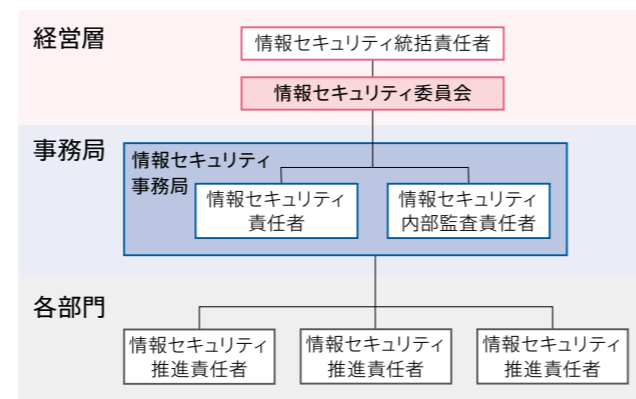 経営層
情報セキュリティ統括責任者
情報セキュリティ委員会
事務局
情報セキュリティ
事務局
情報セキュリティ
責任者
情報セキュリティ
内部監査責任者
各部門
情報セキュリティ
推進責任者
情報セキュリティ
推進責任者
情報セキュリティ
推進責任者